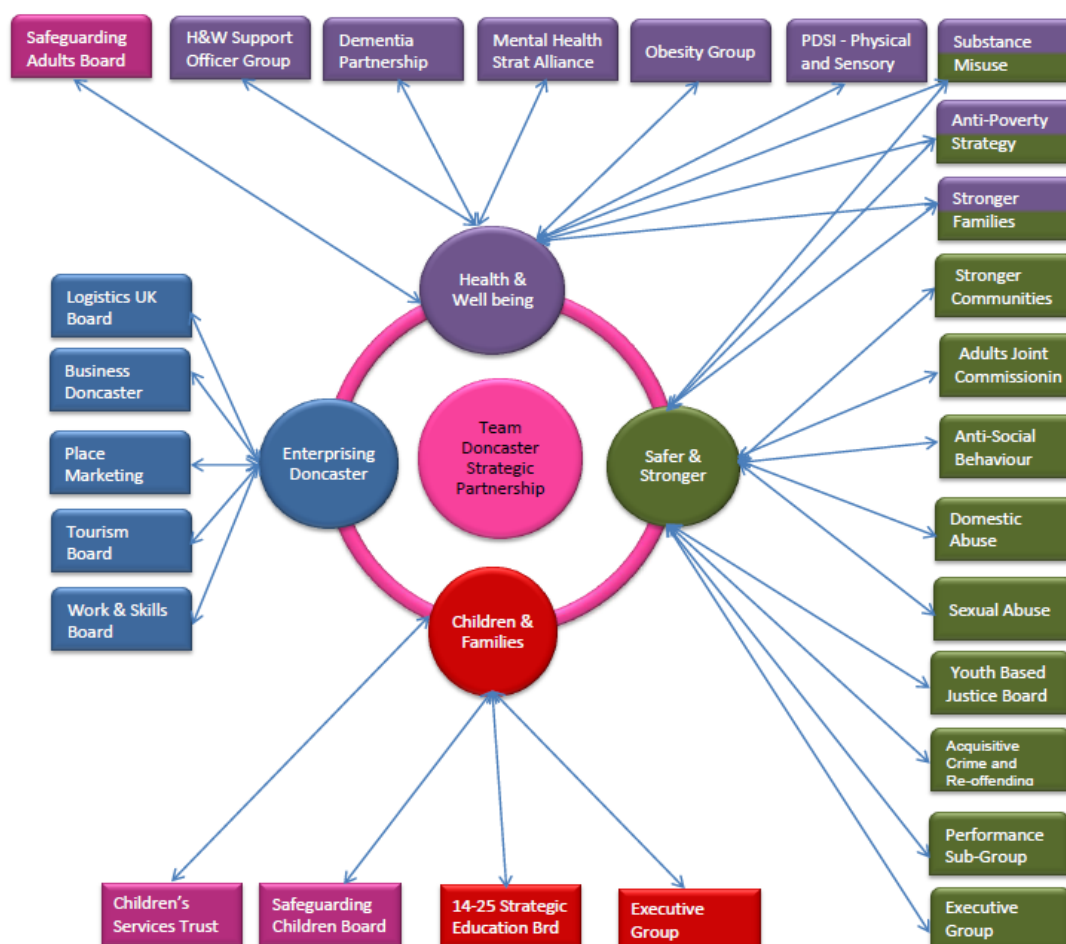 Safeguarding
Adults Board
H&W Support
Officer Group
Dementia
Partnership
Mental Health
Strat Alliance
Obesity Group
PDSI - Physical
and Sensory
Substance
Misuse
Anti-Poverty
Strategy
Stronger
Families
Stronger
Communities
Adults Joint
Commissionin
Anti-Social
Behaviour
Domestic
Abuse
Sexual Abuse
Youth Based
Justice Board
Acquisitive
Crime and
Re-offending
Performance
Sub-Group
Executive
Group
Health &
Well being
Logistics UK
Board
Business
Doncaster
Place
Marketing
Tourism
Board
Work & Skills
Board
Enterprising
Doncaster
Team
Doncaster
Strategic
Partnership
Safer &
Stronger
Children &
Families
Children's
Services Trust
Safeguarding
Children Board
14-25 Strategic
Education Brd
Executive
Group